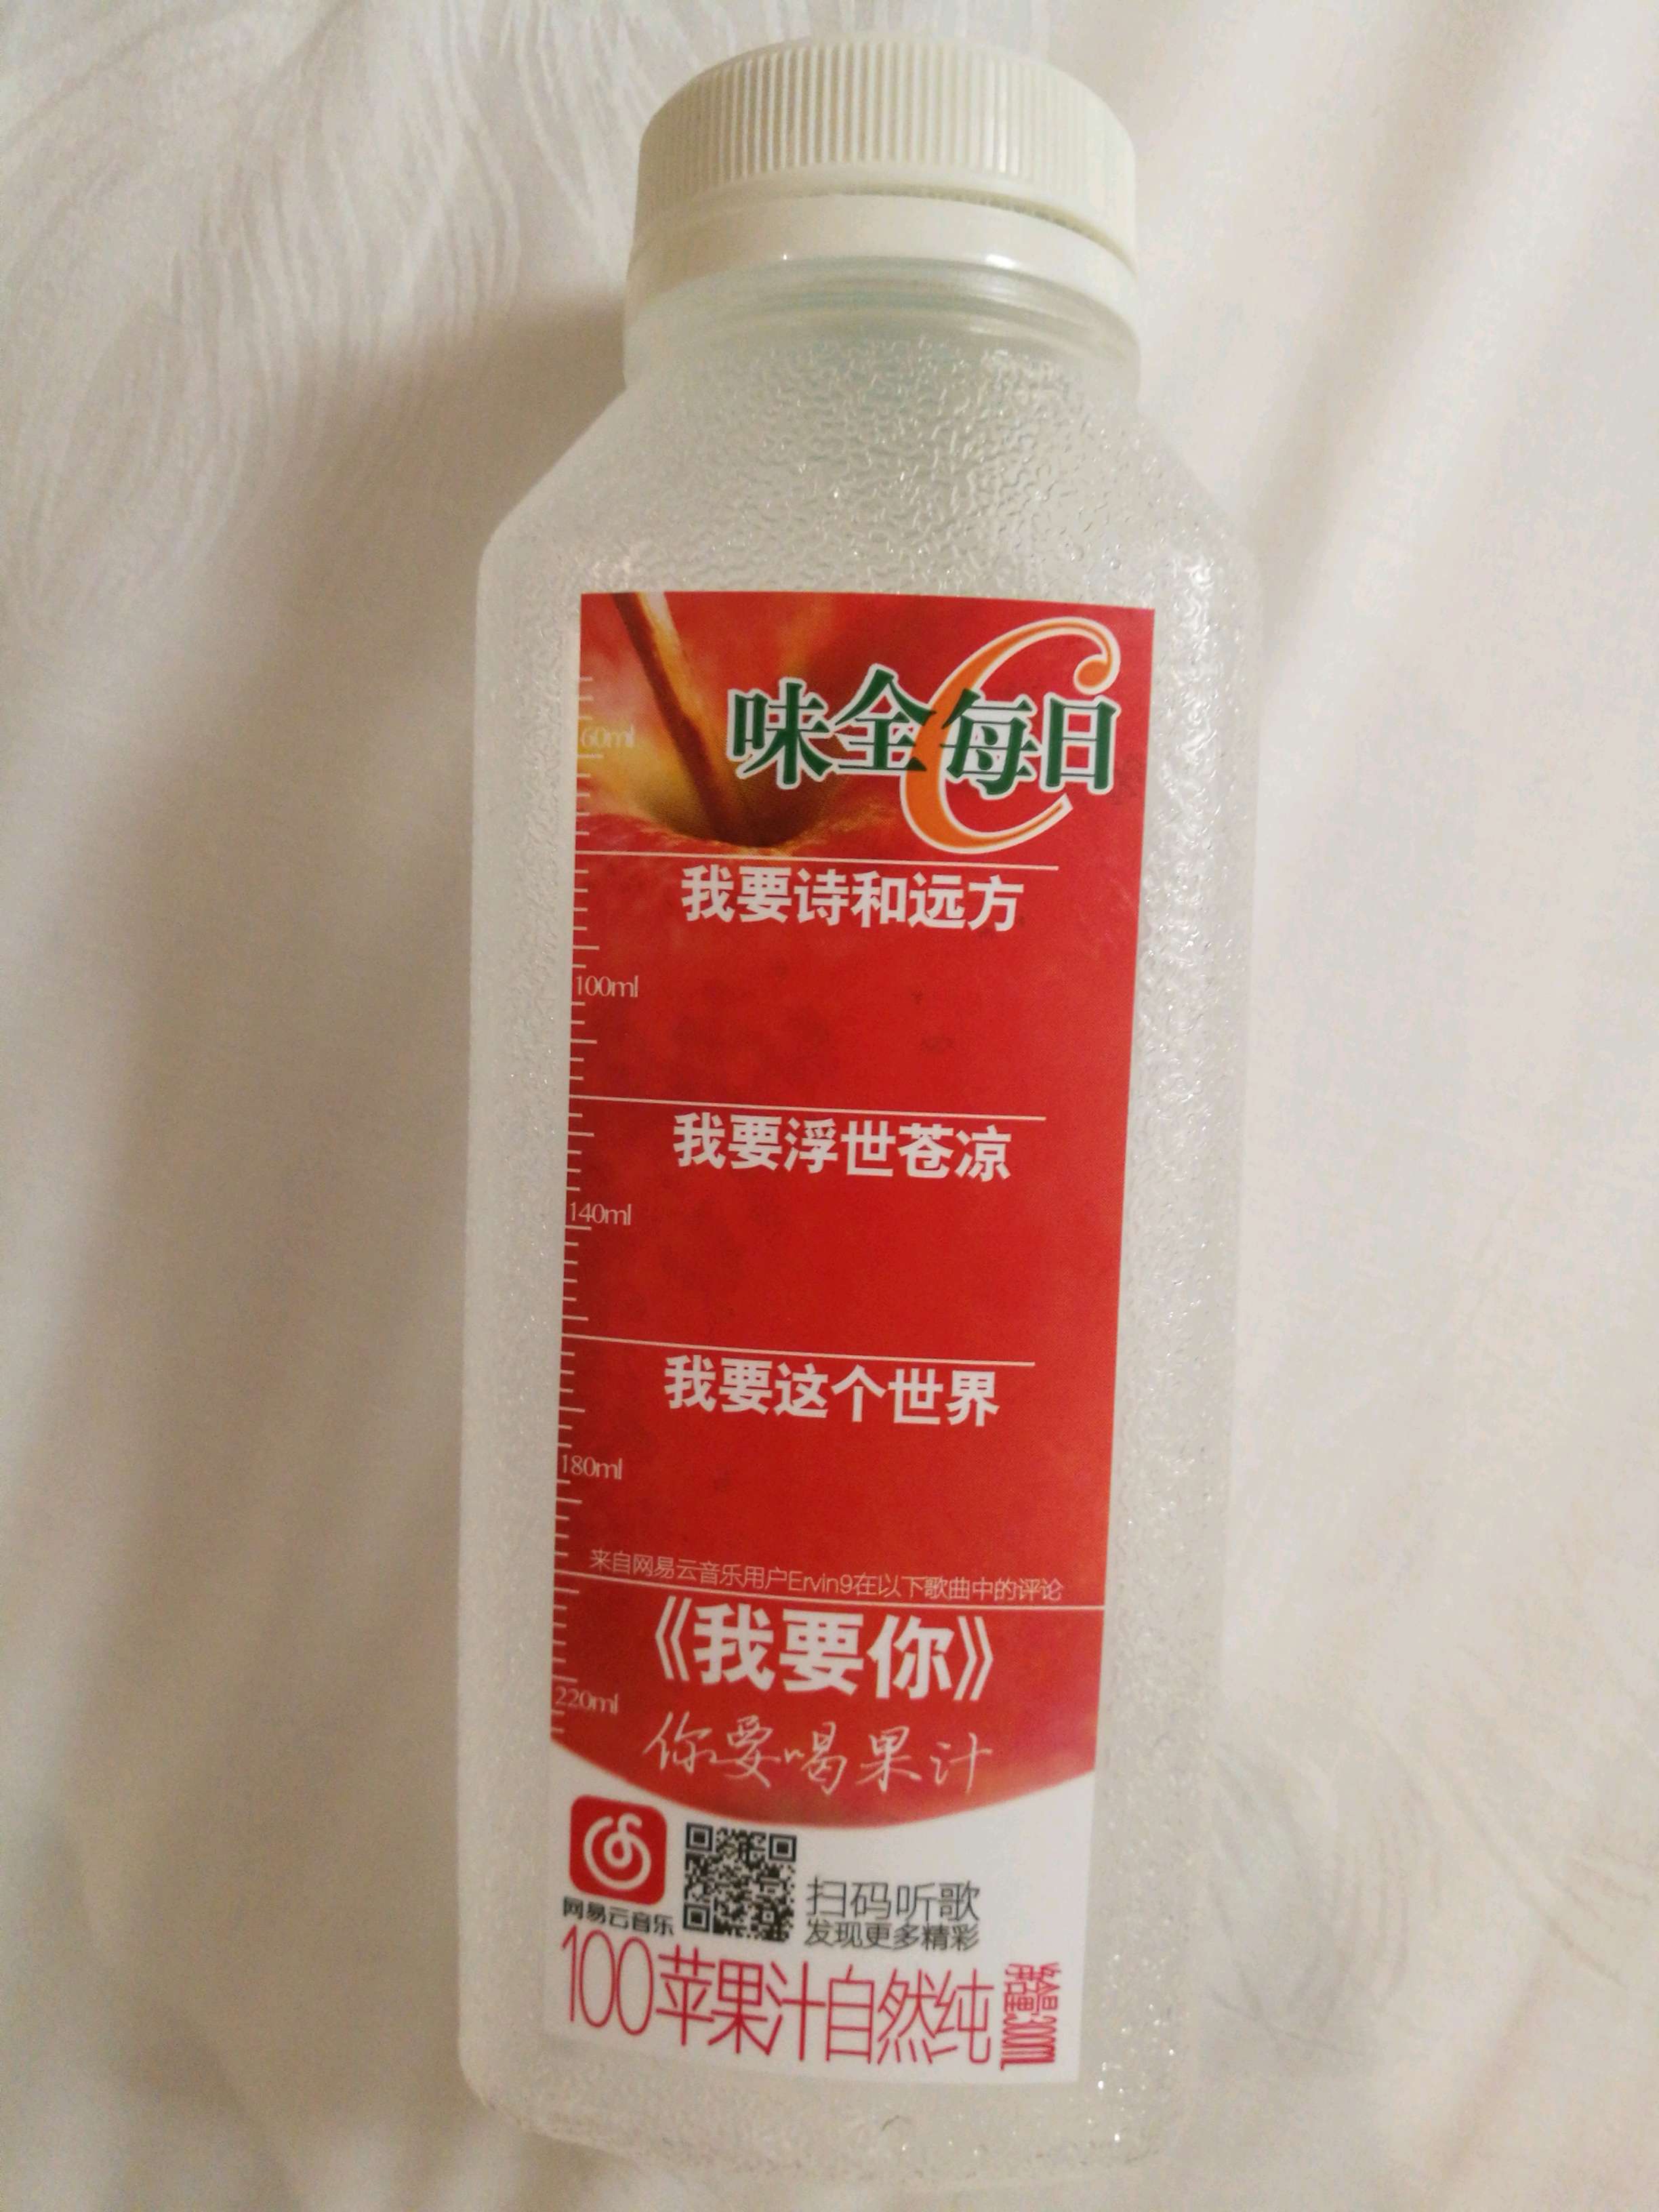 味全每日C
60ml
我要诗和远方
100ml
我要浮世苍凉
140ml
我要这个世界
180ml
来自网易云音乐用户Ervin9在以下歌曲中的评论
《我要你》
220ml
你要喝果汁
网易云音乐
扫码听歌
发现更多精彩
100苹果汁自然纯
净含量:300mL